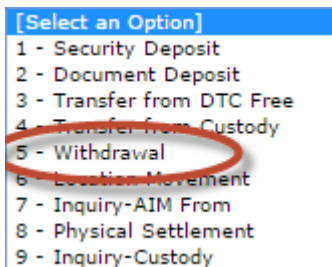 [Select an Option]
1 - Security Deposit
2 - Document Deposit
3 - Transfer from DTC Free
4 - Transfer from Custody
5 - Withdrawal
6 - Location Movement
7 - Inquiry-AIM From
8 - Physical Settlement
9 - Inquiry-Custody